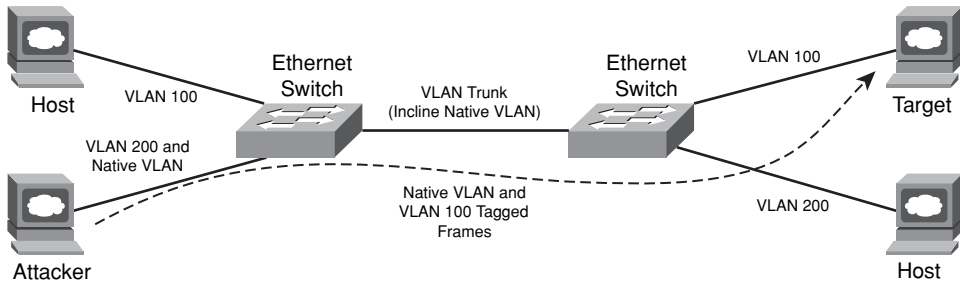 Host
VLAN 100
Ethernet
Switch
VLAN Trunk
(Incline Native VLAN)
Ethernet
Switch
VLAN 100
Target
VLAN 200 and
Native VLAN
Attacker
Native VLAN and
VLAN 100 Tagged
Frames
VLAN 200
Host